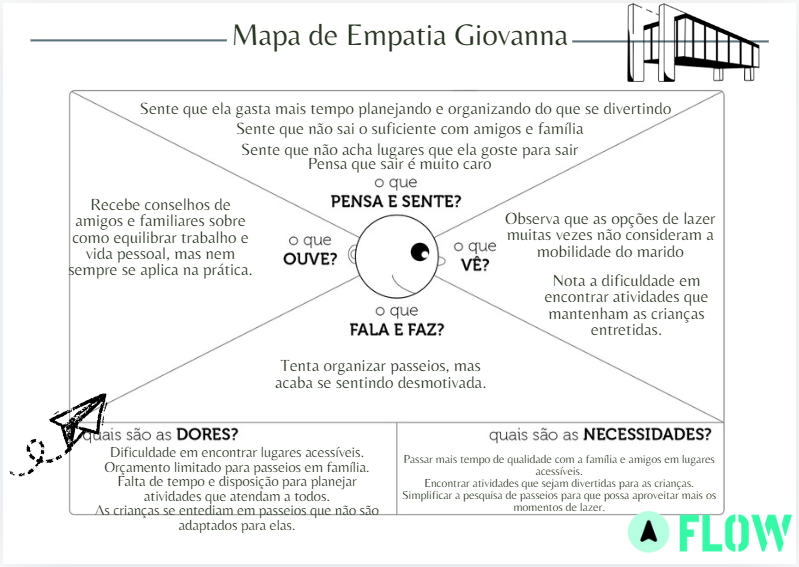 Mapa de Empatia Giovanna
Sente que ela gasta mais tempo planejando e organizando do que se divertindo
Sente que não sai o suficiente com amigos e família
Sente que não acha lugares que ela goste para sair
Pensa que sair é muito caro
o que
PENSA E SENTE?
Recebe conselhos de
amigos e familiares sobre
como equilibrar trabalho e
vida pessoal, mas nem
sempre se aplica na prática.
o que
OUVE?
o que
VÊ?
Observa que as opções de lazer
muitas vezes não consideram a
mobilidade do marido
Nota a dificuldade em
encontrar atividades que
mantenham as crianças
entretidas.
o que
FALA E FAZ?
Tenta organizar passeios, mas
acaba se sentindo desmotivada.
quais são as DORES?
Dificuldade em encontrar lugares acessíveis.
Orçamento limitado para passeios em família.
Falta de tempo e disposição para planejar
atividades que atendam a todos.
As crianças se entediam em passeios que não são
adaptados para elas.
quais são as NECESSIDADES?
Passar mais tempo de qualidade com a família e amigos em lugares
acessíveis.
Encontrar atividades que sejam divertidas para as crianças.
Simplificar a pesquisa de passeios para que possa aproveitar mais os
momentos de lazer.
FLOW